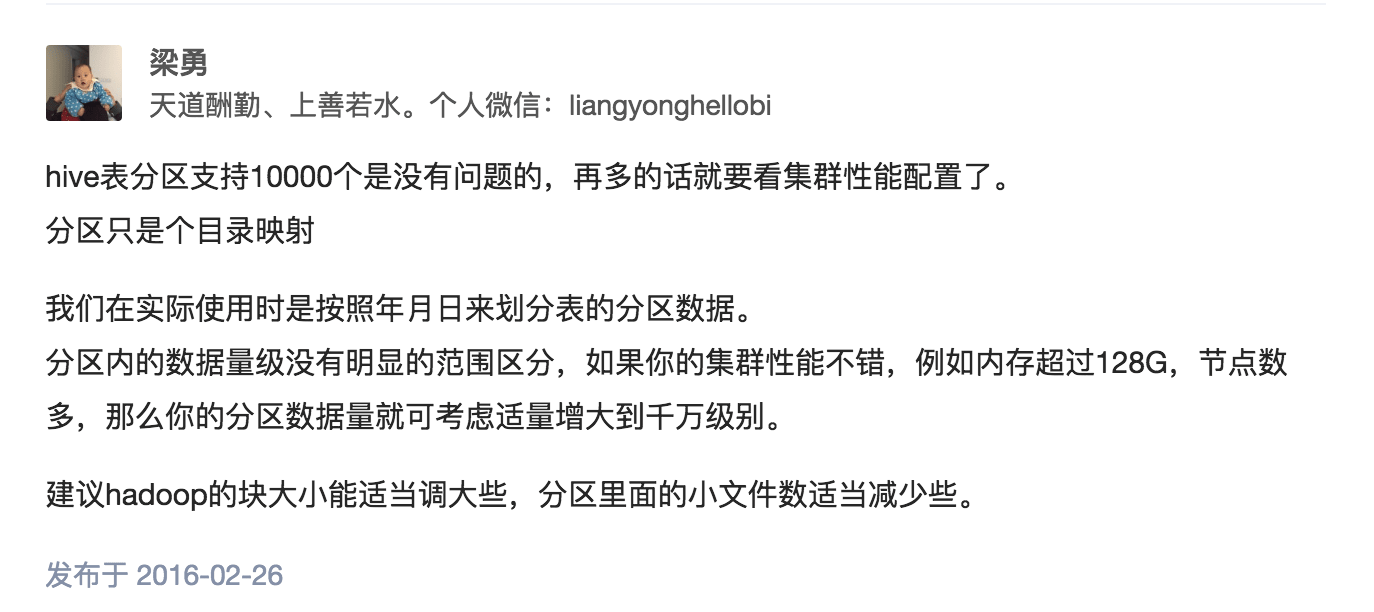 梁勇
天道酬勤、上善若水。个人微信：liangyonghellobi
hive表分区支持10000个是没有问题的，再多的话就要看集群性能配置了。
分区只是个目录映射
我们在实际使用时是按照年月日来划分表的分区数据。
分区内的数据量级没有明显的范围区分，如果你的集群性能不错，例如内存超过128G，节点数
多，那么你的分区数据量就可考虑适量增大到千万级别。
建议hadoop的块大小能适当调大些，分区里面的小文件数适当减少些。
发布于 2016-02-26